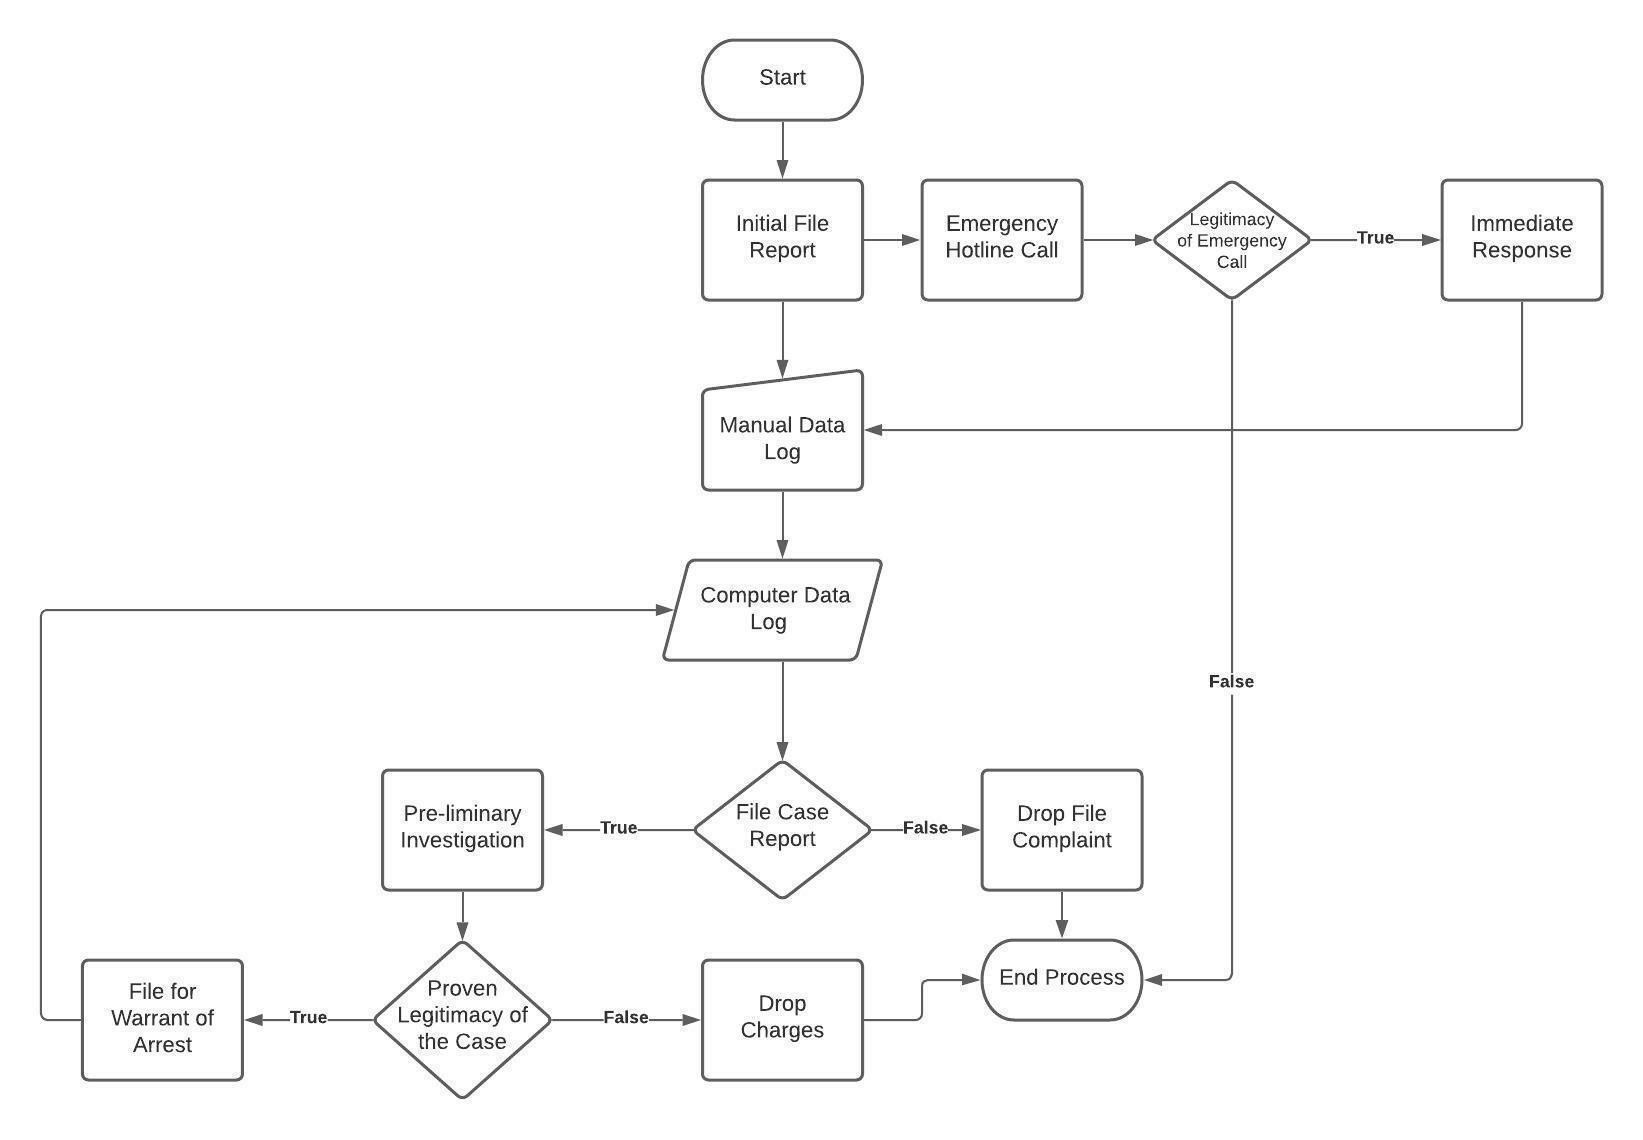 Start
Initial File
Report
Emergency
Hotline Call
Legitimacy
of Emergency
Call
True
Immediate
Response
Manual Data
Log
Computer Data
Log
False
Pre-liminary
Investigation
True
File Case
Report
False
Drop File
Complaint
File for
Warrant of
Arrest
True
Proven
Legitimacy of
the Case
False
Drop
Charges
End Process